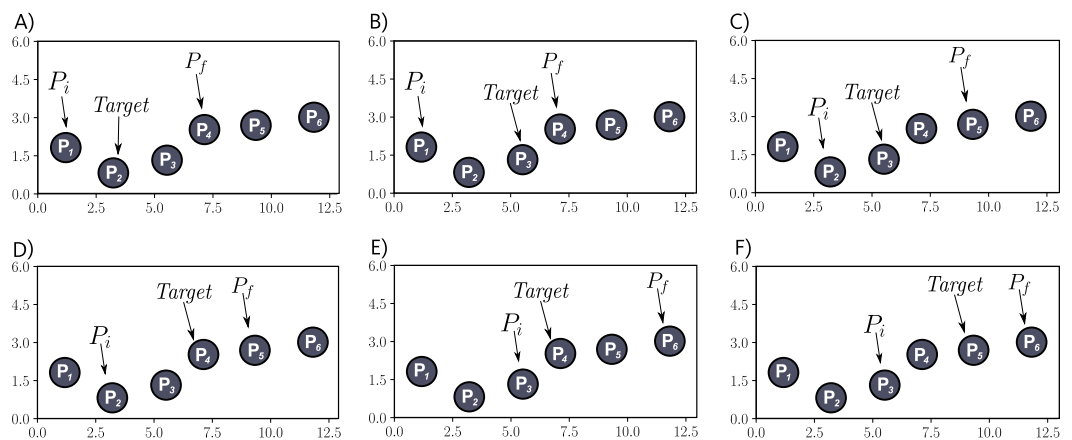 A) B) C)
6.0 6.0 6.0
P_f P_f P_f
4.5 P_i 4.5 P_i 4.5
Target Target Target
P_i
3.0 P4 P5 P6 3.0 P4 P5 P6 3.0 P4 P5 P6
1.5 P1 P2 P3 1.5 P1 P2 P3 1.5 P1 P2 P3
0.0 0.0 0.0
0.0 2.5 5.0 7.5 10.0 12.5 0.0 2.5 5.0 7.5 10.0 12.5 0.0 2.5 5.0 7.5 10.0 12.5
D) E) F)
6.0 6.0 6.0
Target P_f Target P_f Target P_f
4.5 4.5 4.5
P_i P_i P_i
3.0 P4 P5 P6 3.0 P4 P5 P6 3.0 P4 P5 P6
1.5 P1 P2 P3 1.5 P1 P2 P3 1.5 P1 P2 P3
0.0 0.0 0.0
0.0 2.5 5.0 7.5 10.0 12.5 0.0 2.5 5.0 7.5 10.0 12.5 0.0 2.5 5.0 7.5 10.0 12.5